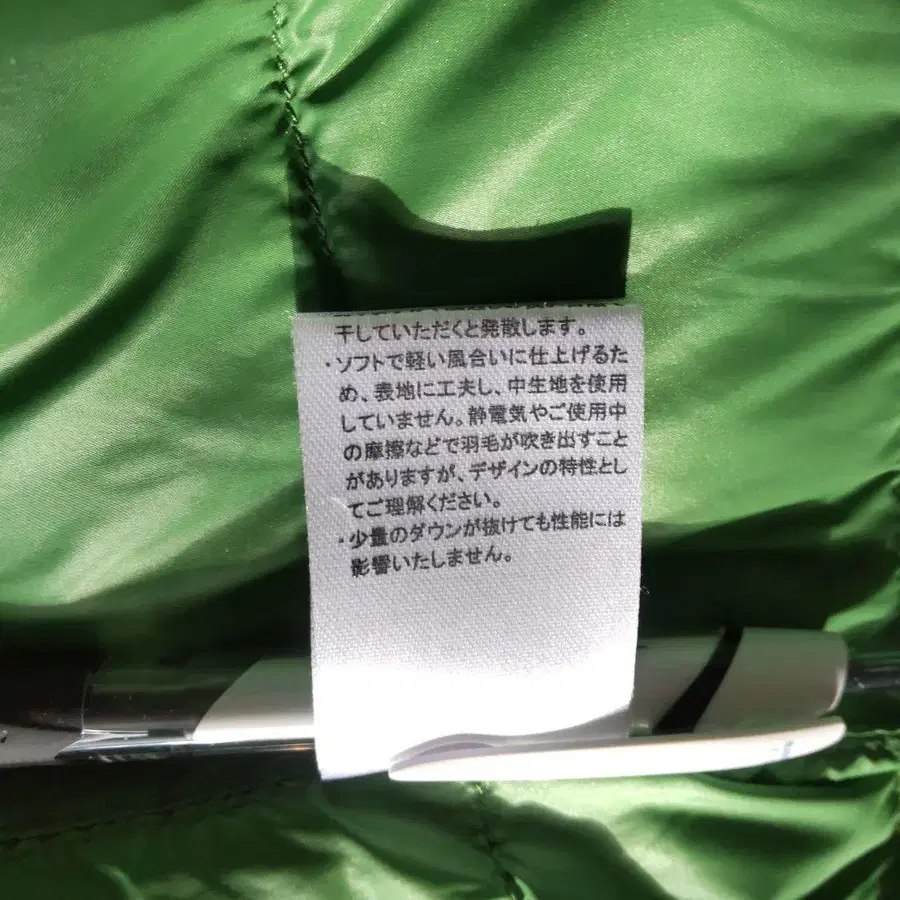 干していただくと発散します。
・ソフトで軽い風合いに仕上げるた
め、表地に工夫し、中生地を使用
していません。静電気やご使用中
の摩擦などで羽毛が吹き出すこと
がありますが、デザインの特性とし
てご理解ください。
・少量のダウンが抜けても性能には
影響いたしません。